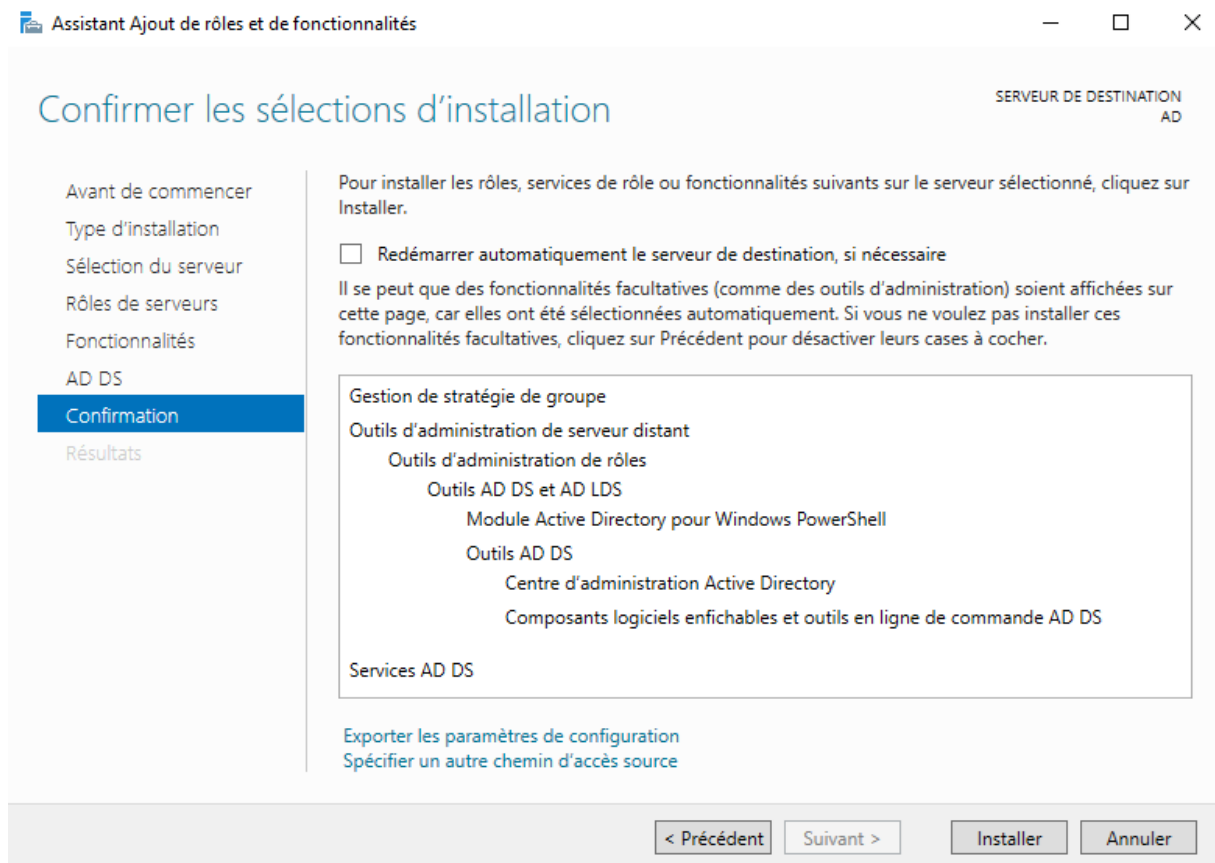 Assistant Ajout de rôles et de fonctionnalités
Confirmer les sélections d’installation
SERVEUR DE DESTINATION
AD
Avant de commencer
Type d’installation
Sélection du serveur
Rôles de serveurs
Fonctionnalités
AD DS
Confirmation
Résultats
Pour installer les rôles, services de rôle ou fonctionnalités suivants sur le serveur sélectionné, cliquez sur
Installer.
Redémarrer automatiquement le serveur de destination, si nécessaire
Il se peut que des fonctionnalités facultatives (comme des outils d’administration) soient affichées sur
cette page, car elles ont été sélectionnées automatiquement. Si vous ne voulez pas installer ces
fonctionnalités facultatives, cliquez sur Précédent pour désactiver leurs cases à cocher.
Gestion de stratégie de groupe
Outils d’administration de serveur distant
Outils d’administration de rôles
Outils AD DS et AD LDS
Module Active Directory pour Windows PowerShell
Outils AD DS
Centre d’administration Active Directory
Composants logiciels enfichables et outils en ligne de commande AD DS
Services AD DS
Exporter les paramètres de configuration
Spécifier un autre chemin d’accès source
< Précédent
Suivant >
Installer
Annuler